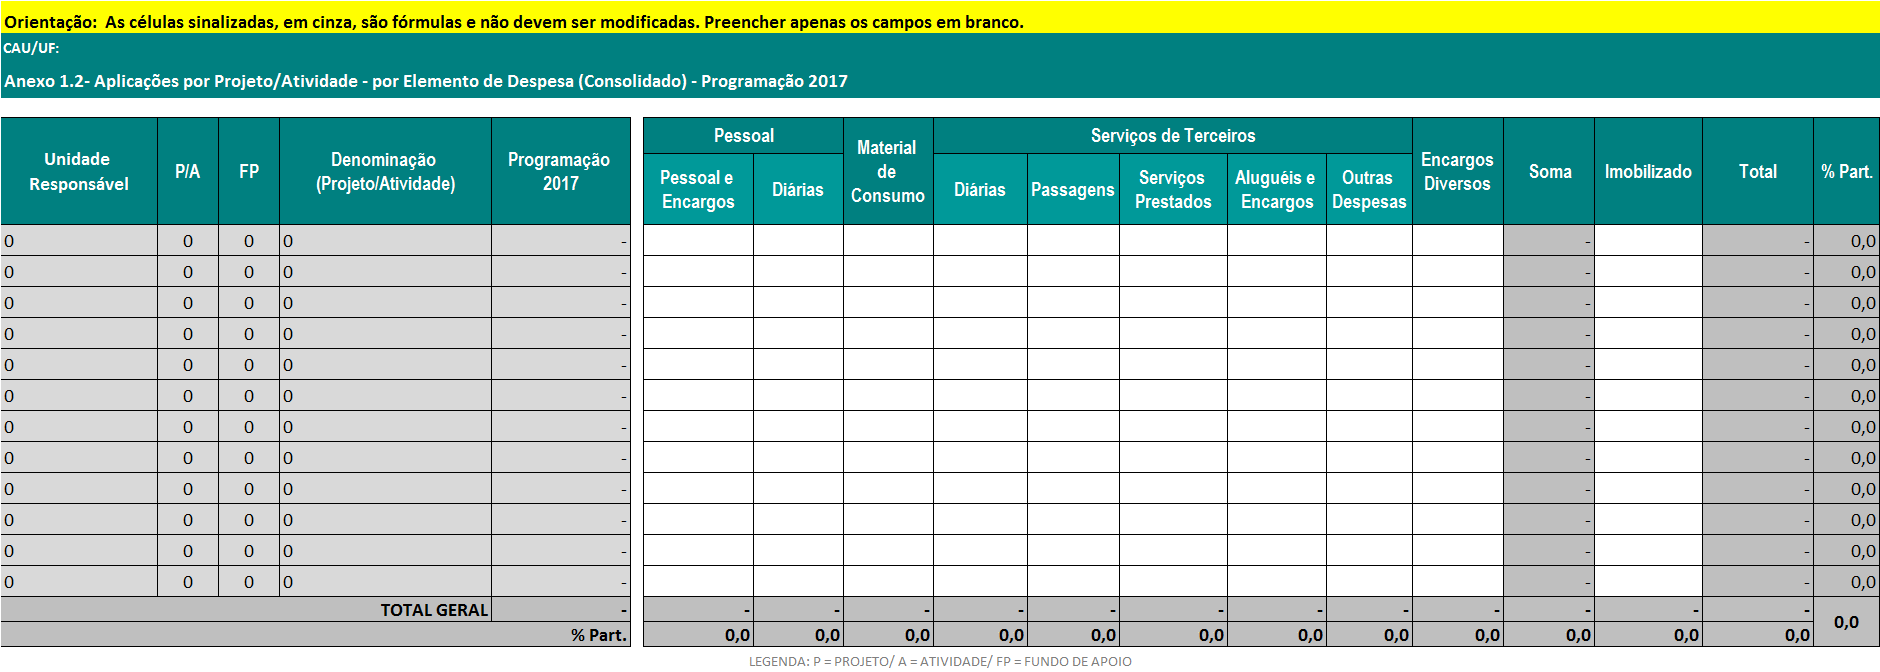 Orientação:  As células sinalizadas, em cinza, são fórmulas e não devem ser modificadas. Preencher apenas os campos em branco.
CAU/UF:
Anexo 1.2- Aplicações por Projeto/Atividade - por Elemento de Despesa (Consolidado) - Programação 2017
Unidade Responsável P/A FP Denominação (Projeto/Atividade) Programação 2017 Pessoal Material de Consumo Serviços de Terceiros Encargos Diversos Soma Imobilizado Total % Part.
Pessoal e Encargos Diárias Diárias Passagens Serviços Prestados Aluguéis e Encargos Outras Despesas
0 0 0 0 - - - 0,0
0 0 0 0 - - - 0,0
0 0 0 0 - - - 0,0
0 0 0 0 - - - 0,0
0 0 0 0 - - - 0,0
0 0 0 0 - - - 0,0
0 0 0 0 - - - 0,0
0 0 0 0 - - - 0,0
0 0 0 0 - - - 0,0
0 0 0 0 - - - 0,0
0 0 0 0 - - - 0,0
0 0 0 0 - - - 0,0
TOTAL GERAL - - - - - - - - - - - - - 0,0
% Part. 0,0 0,0 0,0 0,0 0,0 0,0 0,0 0,0 0,0 0,0 0,0 0,0
LEGENDA: P = PROJETO/ A = ATIVIDADE/ FP = FUNDO DE APOIO